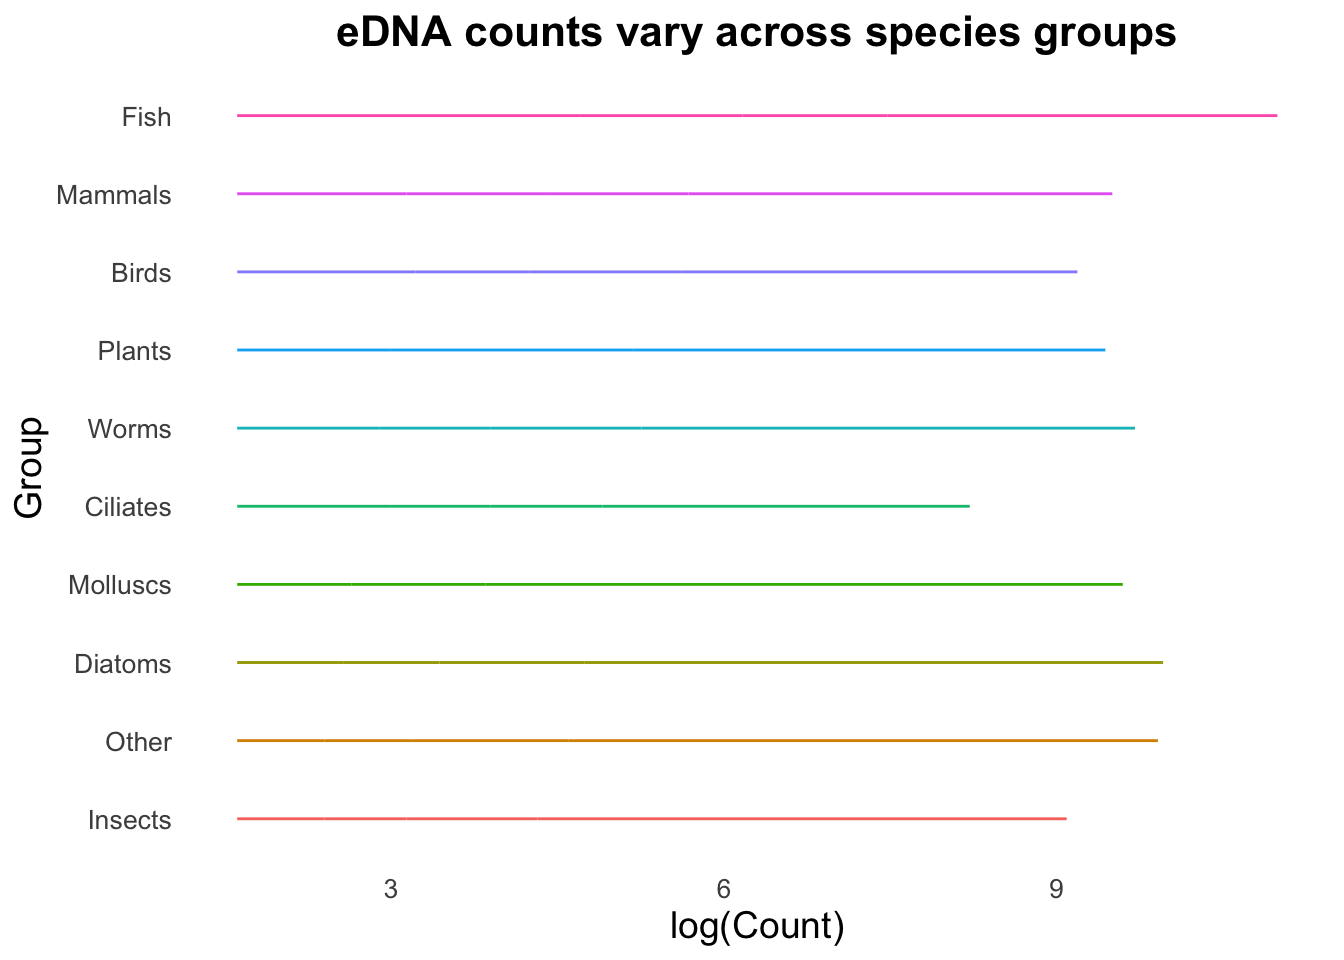 eDNA counts vary across species groups
Fish
Mammals
Birds
Plants
Worms
Ciliates
Molluscs
Diatoms
Other
Insects
Group
3 6 9
log(Count)